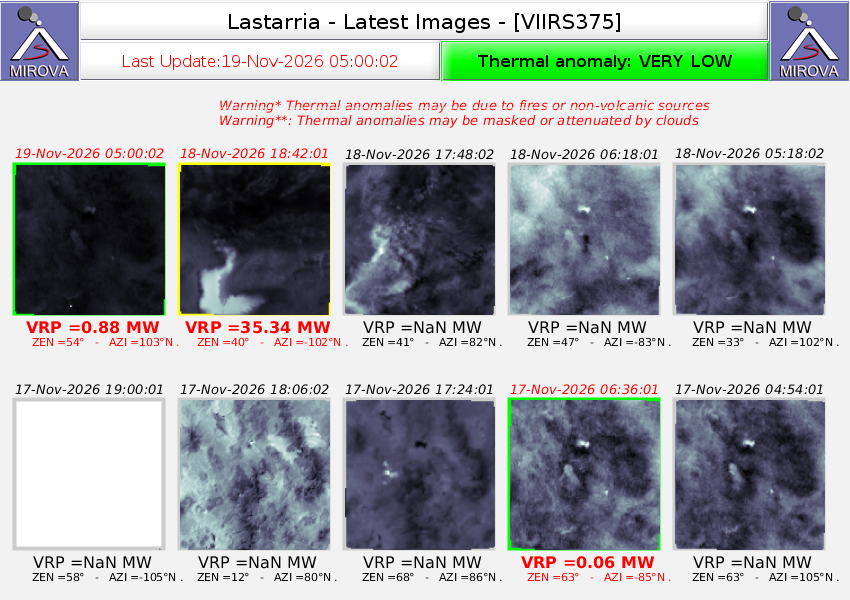 Lastarria - Latest Images - [VIIRS375]
MIROVA
Last Update:19-Nov-2026 05:00:02
Thermal anomaly: VERY LOW
MIROVA
Warning* Thermal anomalies may be due to fires or non-volcanic sources
Warning**: Thermal anomalies may be masked or attenuated by clouds
19-Nov-2026 05:00:02 18-Nov-2026 18:42:01 18-Nov-2026 17:48:02 18-Nov-2026 06:18:01 18-Nov-2026 05:18:02
VRP =0.88 MW VRP =35.34 MW VRP =NaN MW VRP =NaN MW VRP =NaN MW
ZEN =54° - AZI =103°N . ZEN =40° - AZI =-102°N . ZEN =41° - AZI =82°N . ZEN =47° - AZI =-83°N . ZEN =33° - AZI =102°N .
17-Nov-2026 19:00:01 17-Nov-2026 18:06:02 17-Nov-2026 17:24:01 17-Nov-2026 06:36:01 17-Nov-2026 04:54:01
VRP =NaN MW VRP =NaN MW VRP =NaN MW VRP =0.06 MW VRP =NaN MW
ZEN =58° - AZI =-105°N . ZEN =12° - AZI =80°N . ZEN =68° - AZI =86°N . ZEN =63° - AZI =-85°N . ZEN =63° - AZI =105°N .